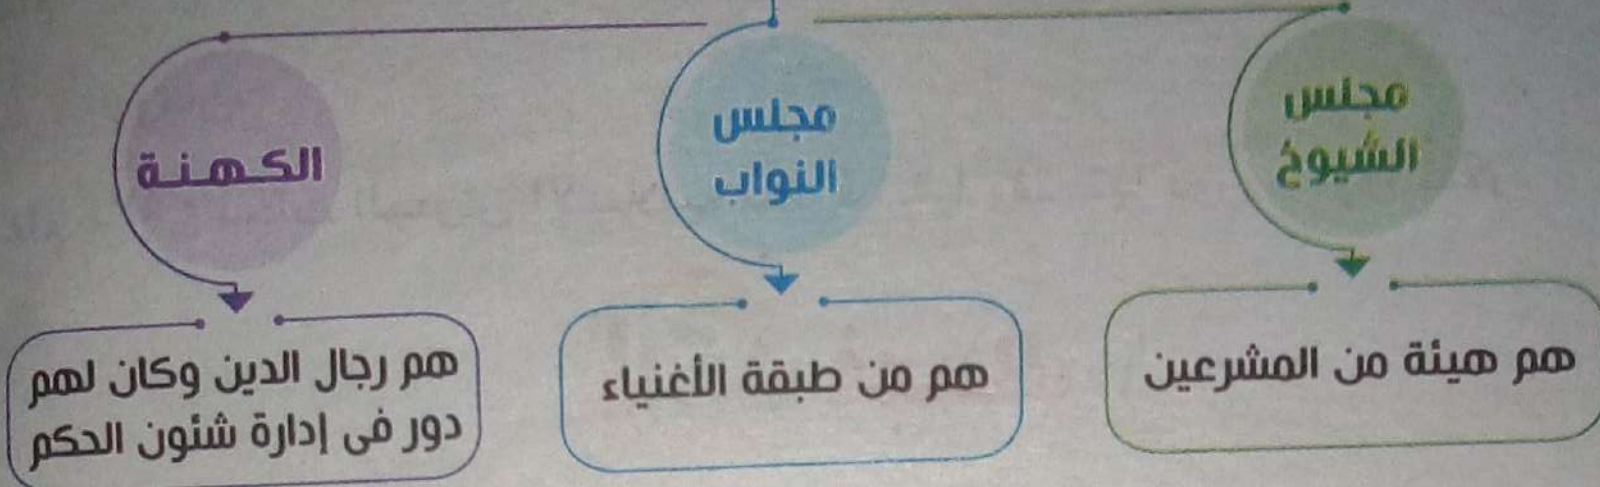 مجلس
الشيوخ
هم هيئة من المشرعين
مجلس
النواب
هم من طبقة الأغنياء
الكهنة
هم رجال الدين وكان لهم
دور فى إدارة شئون الحكم